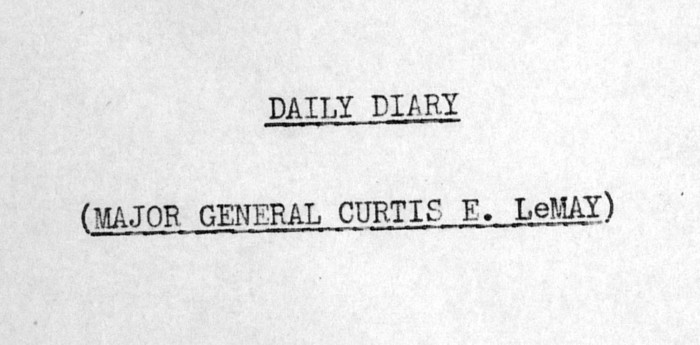 DAILY DIARY
(MAJOR GENERAL CURTIS E. LeMAY)